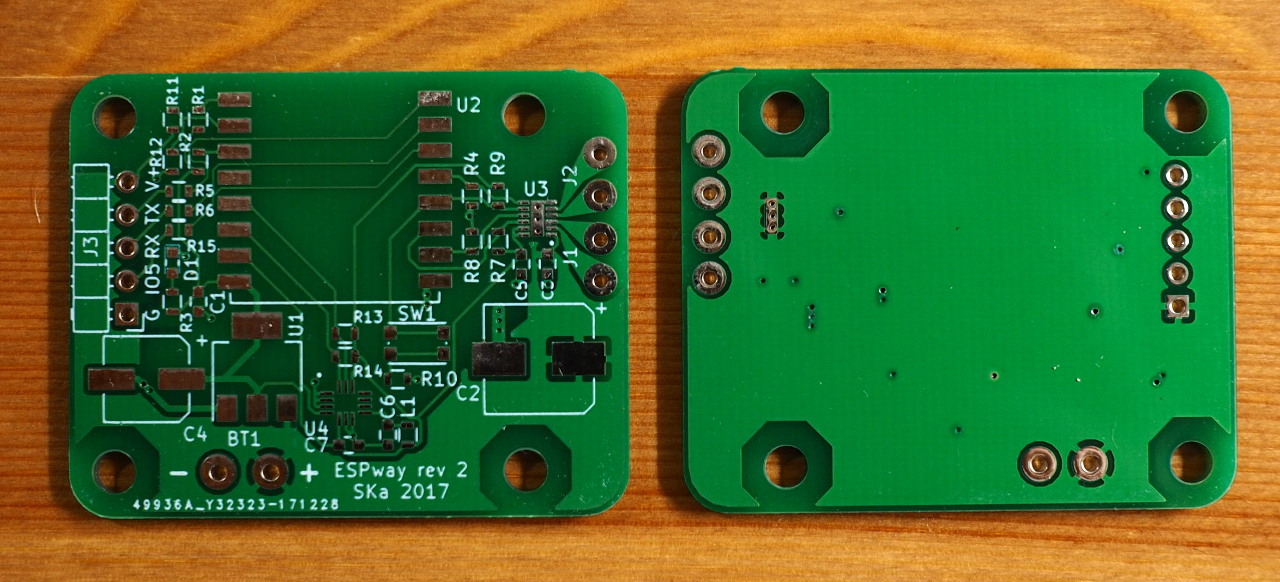 R11
R1
U2
R12
R2
R4
R9
V+
R5
U3
J2
TX
R6
J3
RX
R15
IO5
D1
R8
R7
J1
C5
C3
G
R3
C1
+
U1
R13
SW1
+
R14
R10
C2
C4
BT1
U4
C6
L1
C7
- +
ESPway rev 2
SKa 2017
49936A_Y32323-171228